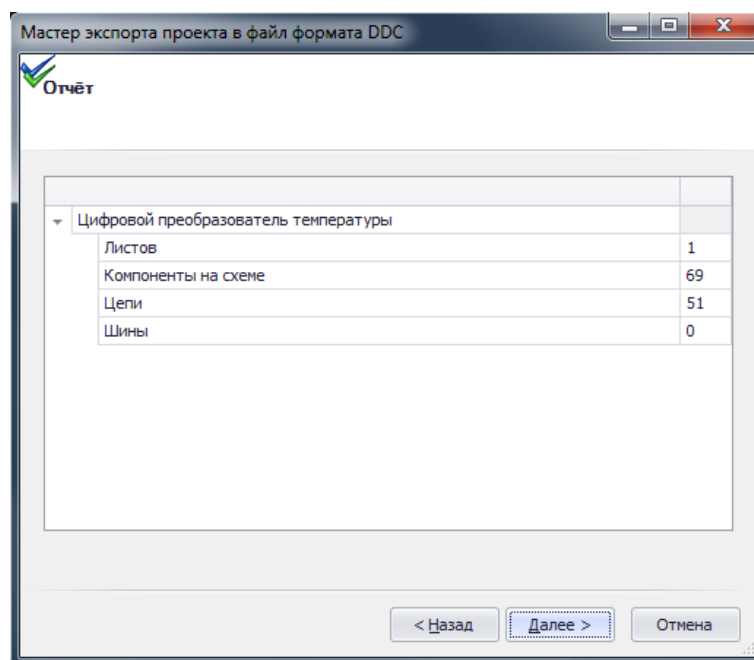 Мастер экспорта проекта в файл формата DDC
Отчёт
Цифровой преобразователь температуры
Листов 1
Компоненты на схеме 69
Цепи 51
Шины 0
< Назад Далее > Отмена